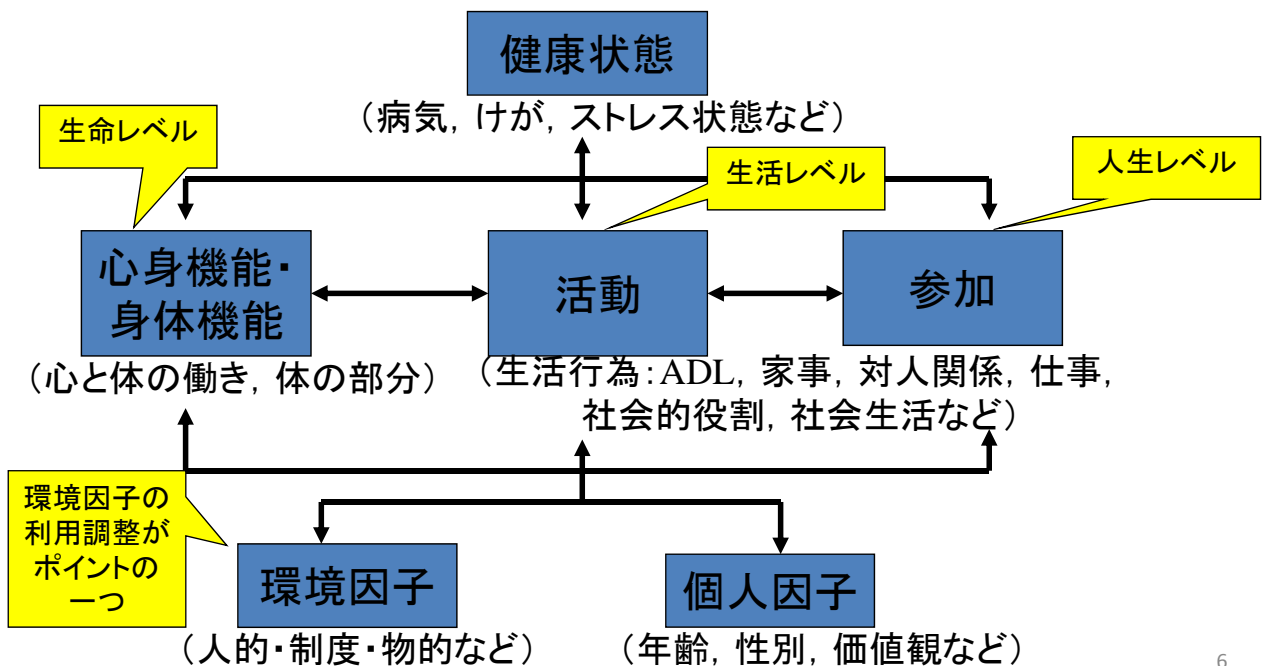 健康状態
（病気，けが，ストレス状態など）
生命レベル
生活レベル
人生レベル
心身機能・
身体機能
活動
参加
（心と体の働き，体の部分）
（生活行為：ADL，家事，対人関係，仕事，
社会的役割，社会生活など）
環境因子の
利用調整が
ポイントの
一つ
環境因子
個人因子
（人的・制度・物的など）
（年齢，性別，価値観など）
6